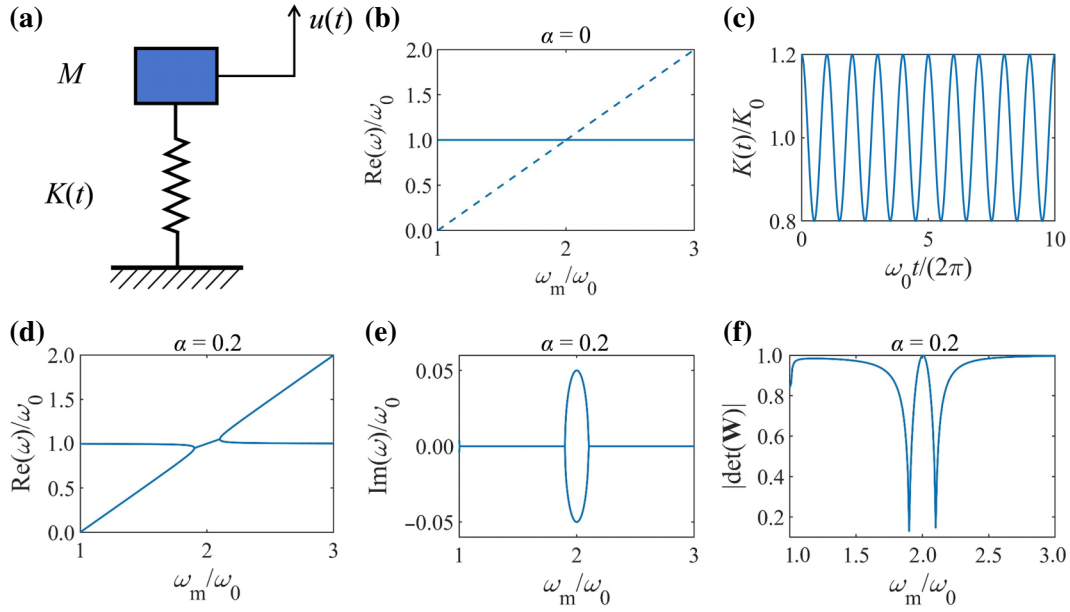 (a)
u(t)
M
K(t)
(b)
α = 0
Re(ω)/ω₀
2.0
1.5
1.0
0.5
0.0
1
2
3
ωₘ/ω₀
(c)
K(t)/K₀
1.2
1.0
0.8
0
5
10
ω₀t/(2π)
(d)
α = 0.2
Re(ω)/ω₀
2.0
1.5
1.0
0.5
0.0
1
2
3
ωₘ/ω₀
(e)
α = 0.2
Im(ω)/ω₀
0.05
0.00
−0.05
1
2
3
ωₘ/ω₀
(f)
α = 0.2
|det(W)|
1.0
0.8
0.6
0.4
0.2
1.0
1.5
2.0
2.5
3.0
ωₘ/ω₀